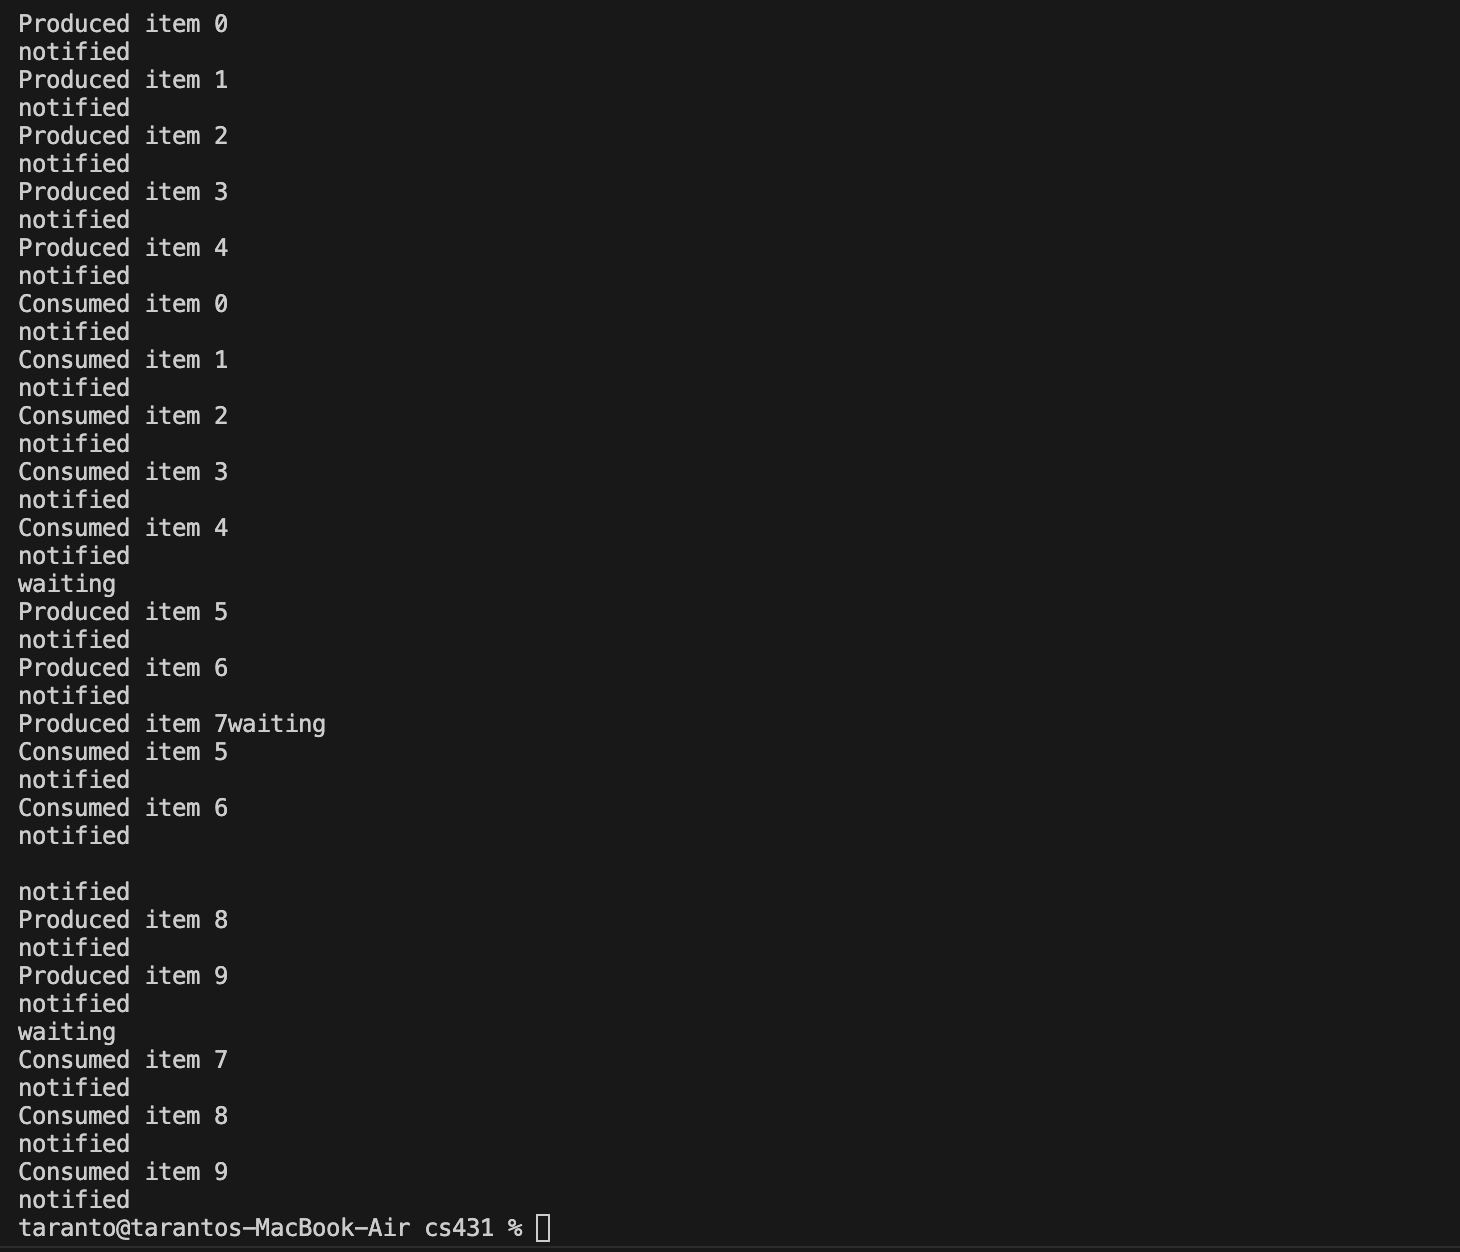 Produced item 0
notified
Produced item 1
notified
Produced item 2
notified
Produced item 3
notified
Produced item 4
notified
Consumed item 0
notified
Consumed item 1
notified
Consumed item 2
notified
Consumed item 3
notified
Consumed item 4
notified
waiting
Produced item 5
notified
Produced item 6
notified
Produced item 7waiting
Consumed item 5
notified
Consumed item 6
notified

notified
Produced item 8
notified
Produced item 9
notified
waiting
Consumed item 7
notified
Consumed item 8
notified
Consumed item 9
notified
taranto@tarantos-MacBook-Air cs431 %